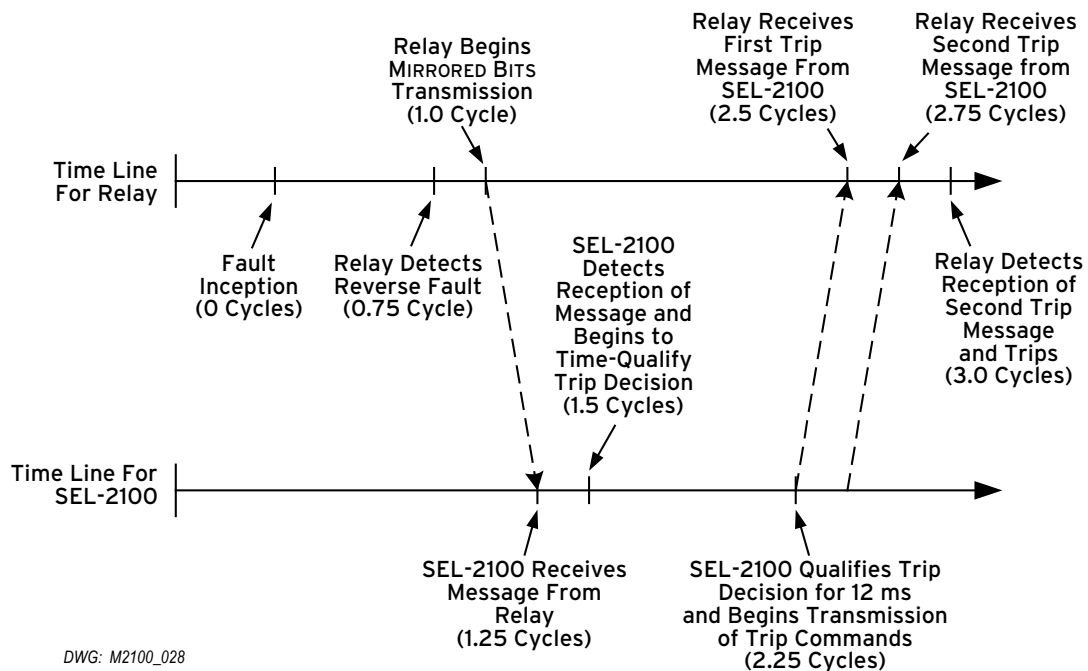 Relay Begins
MIRRORED BITS
Transmission
(1.0 Cycle)
Relay Receives
First Trip
Message From
SEL-2100
(2.5 Cycles)
Relay Receives
Second Trip
Message from
SEL-2100
(2.75 Cycles)
Time Line
For Relay
Fault
Inception
(0 Cycles)
Relay Detects
Reverse Fault
(0.75 Cycle)
SEL-2100
Detects
Reception of
Message and
Begins to
Time-Qualify
Trip Decision
(1.5 Cycles)
Relay Detects
Reception of
Second Trip
Message
and Trips
(3.0 Cycles)
Time Line For
SEL-2100
SEL-2100 Receives
Message From
Relay
(1.25 Cycles)
SEL-2100 Qualifies Trip
Decision for 12 ms
and Begins Transmission
of Trip Commands
(2.25 Cycles)
DWG: M2100_028